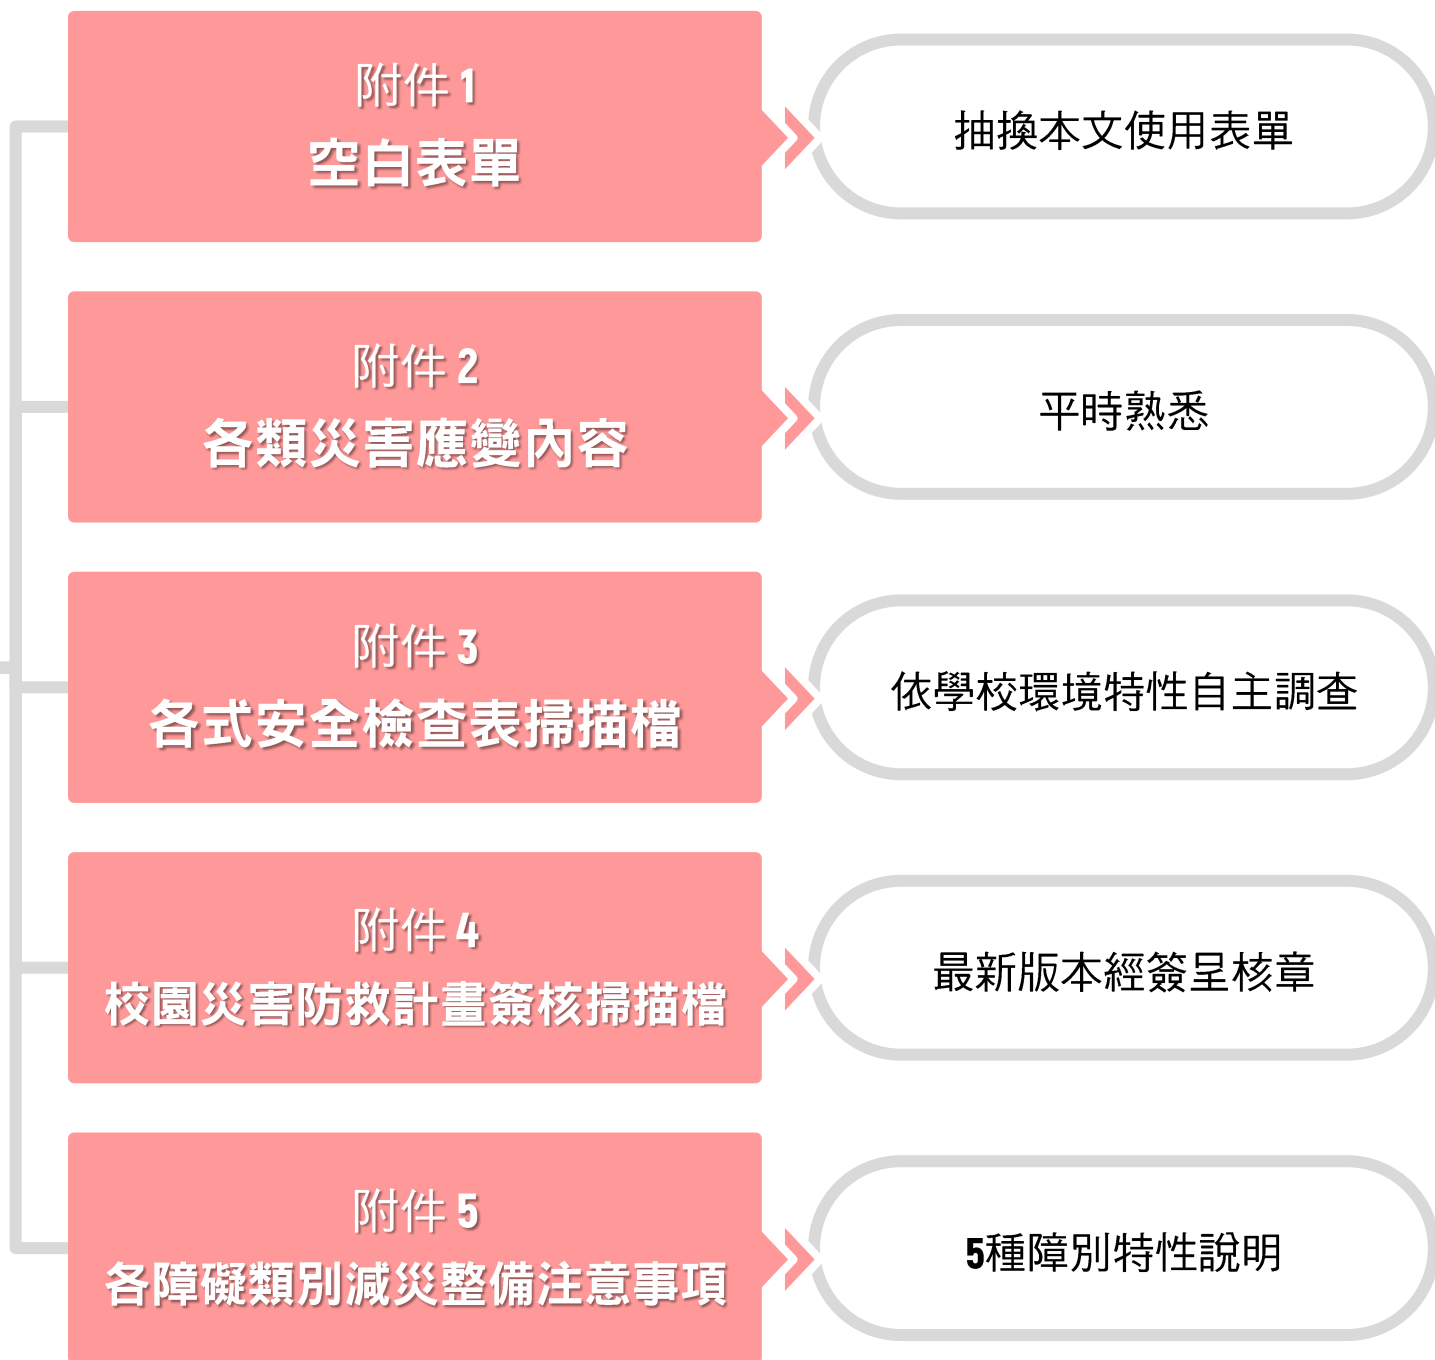 附件 1
空白表單
抽換本文使用表單
附件 2
各類災害應變內容
平時熟悉
附件 3
各式安全檢查表掃描檔
依學校環境特性自主調查
附件 4
校園災害防救計畫簽核掃描檔
最新版本經簽呈核章
附件 5
各障礙類別減災整備注意事項
5種障別特性說明